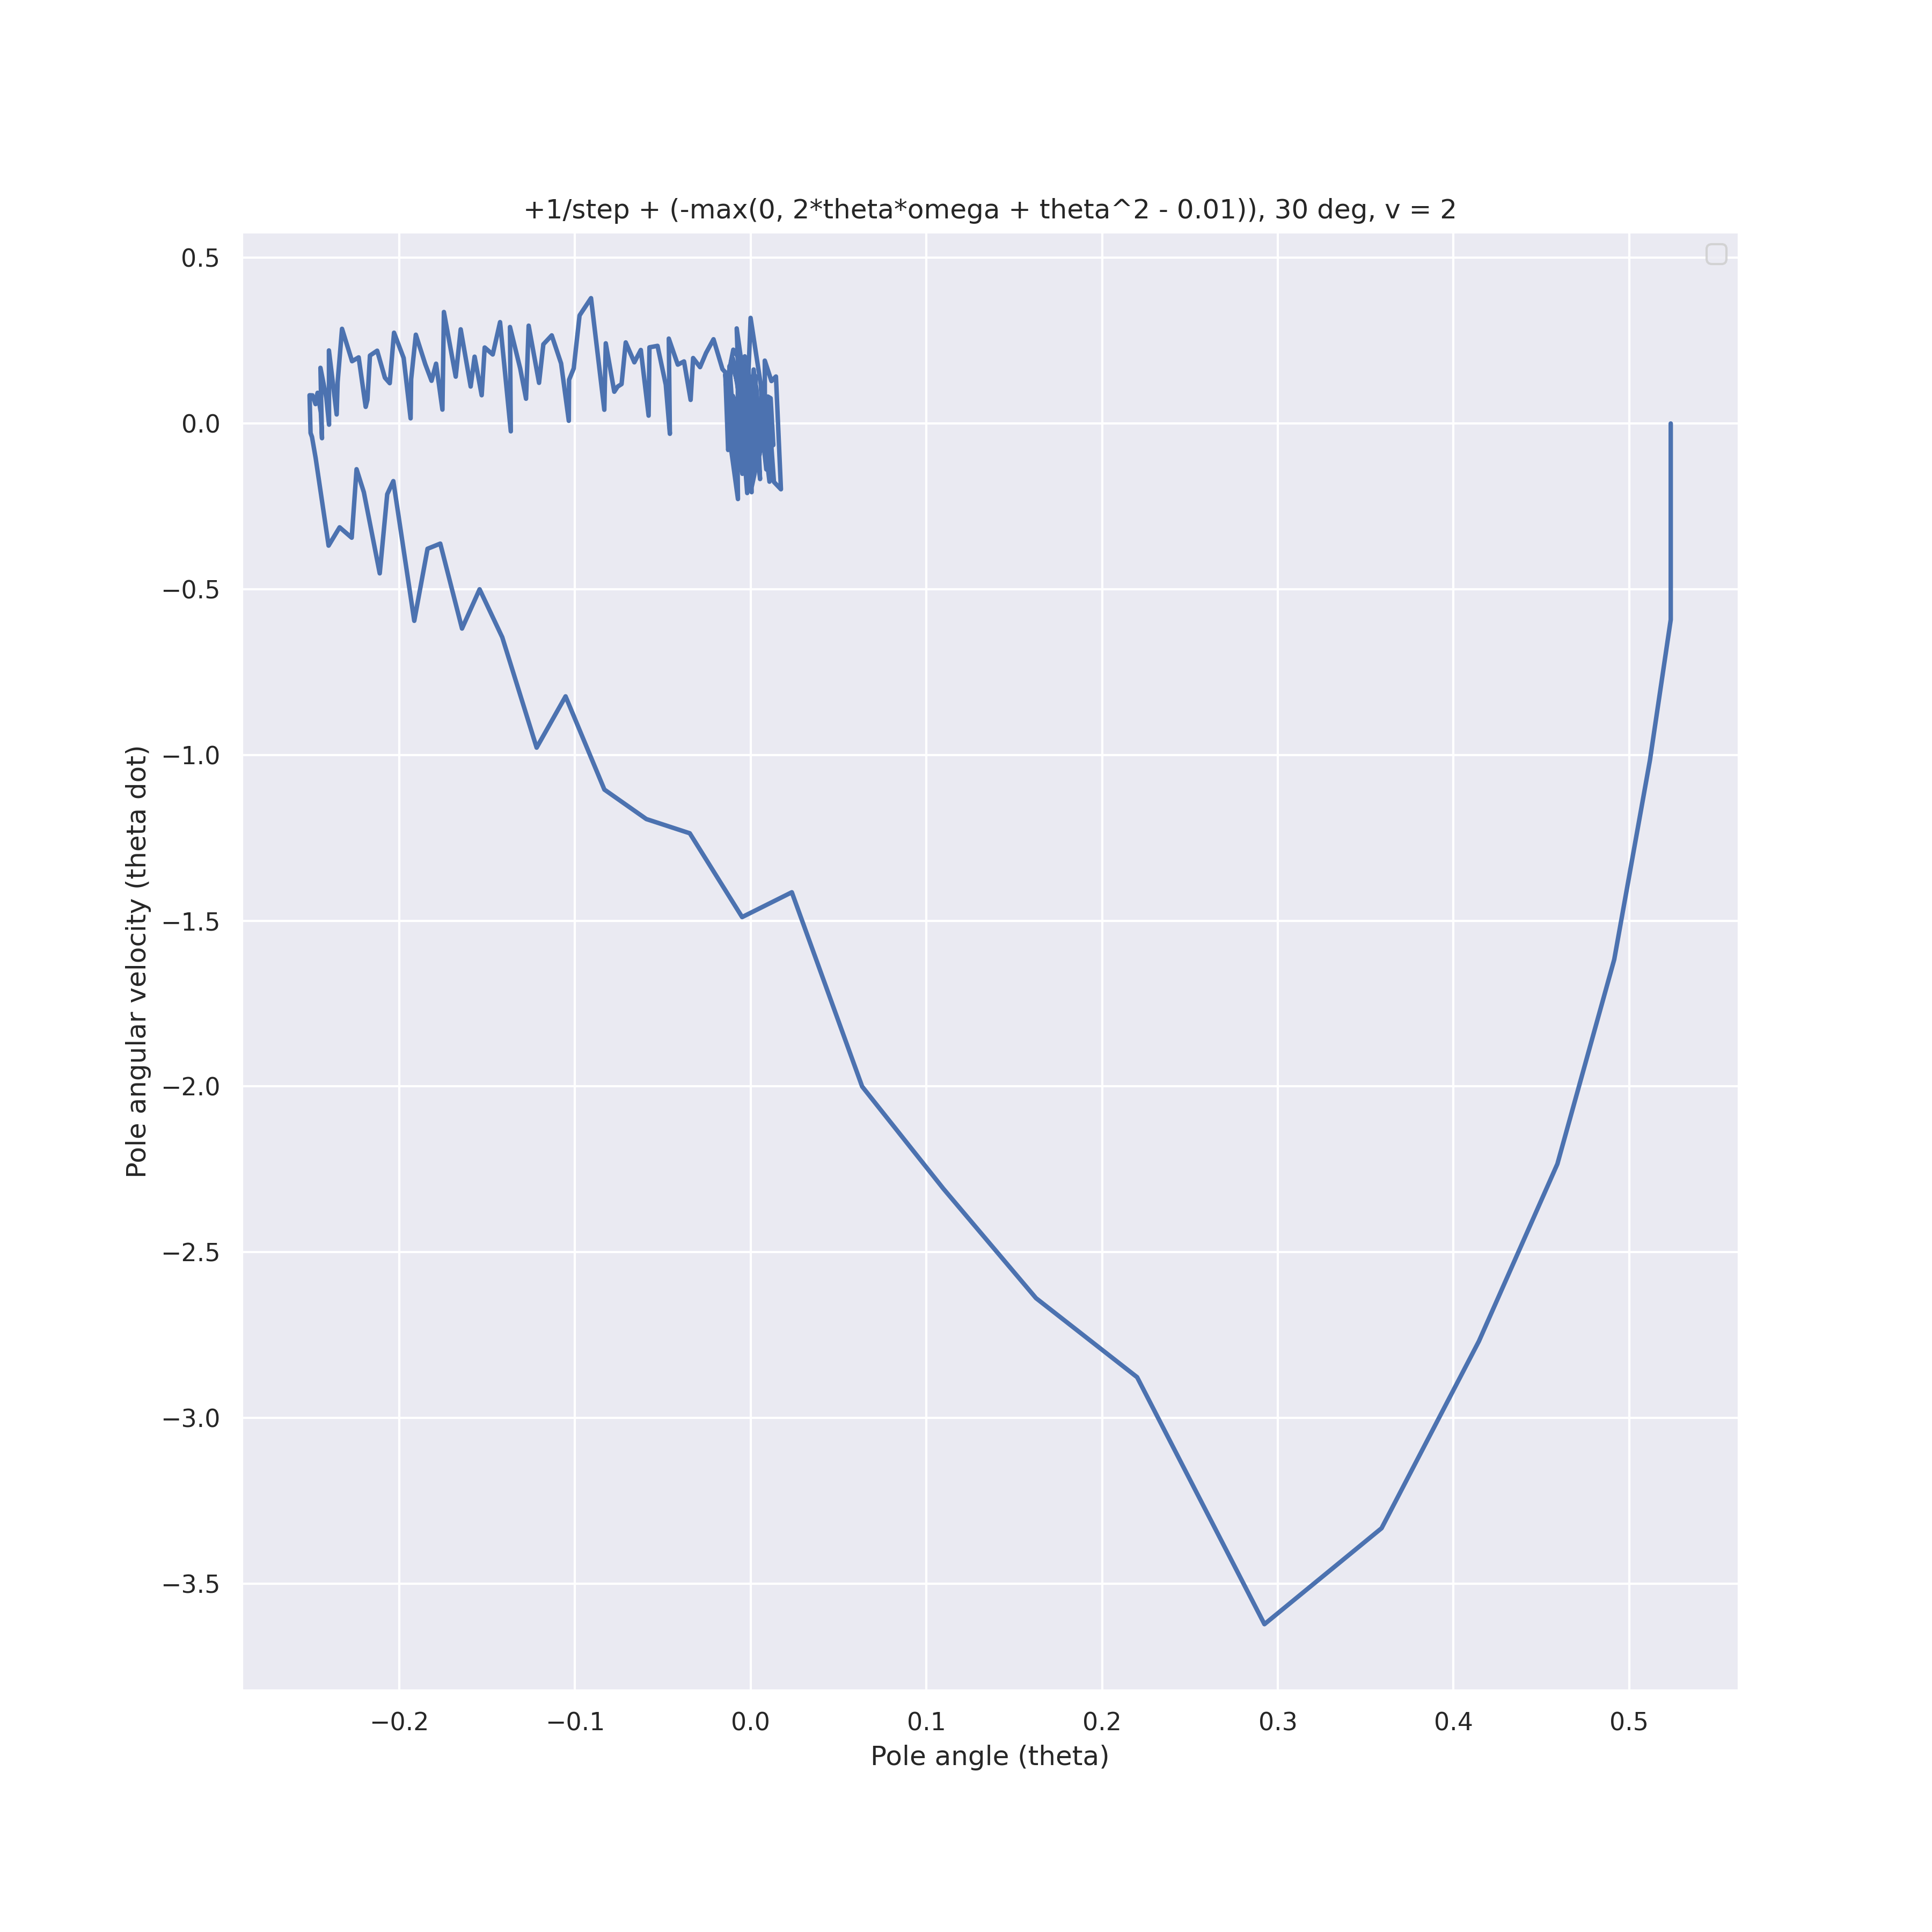 +1/step + (-max(0, 2*theta*omega + theta^2 - 0.01)), 30 deg, v = 2
0.5
0.0
−0.5
−1.0
−1.5
−2.0
−2.5
−3.0
−3.5
Pole angular velocity (theta dot)
−0.2 −0.1 0.0 0.1 0.2 0.3 0.4 0.5
Pole angle (theta)